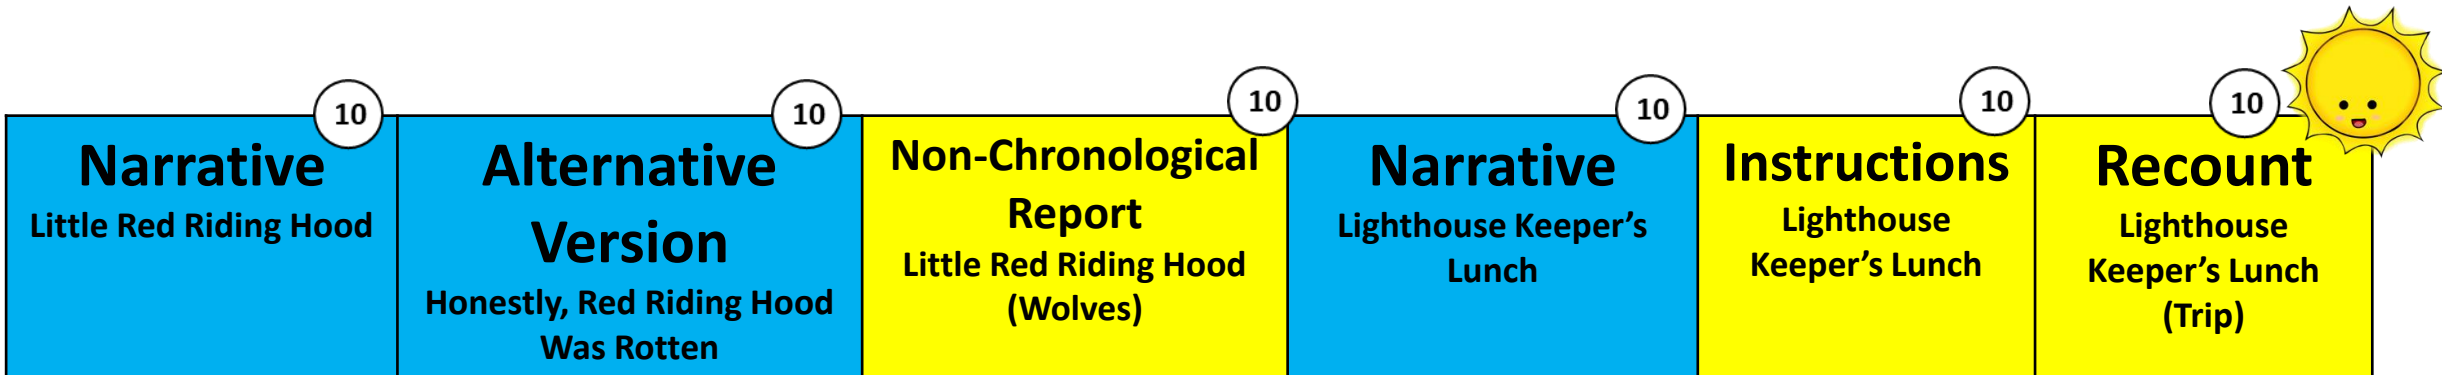 10
Narrative
Little Red Riding Hood
10
Alternative
Version
Honestly, Red Riding Hood
Was Rotten
10
Non-Chronological
Report
Little Red Riding Hood
(Wolves)
10
Narrative
Lighthouse Keeper's
Lunch
10
Instructions
Lighthouse
Keeper's Lunch
10
Recount
Lighthouse
Keeper's Lunch
(Trip)